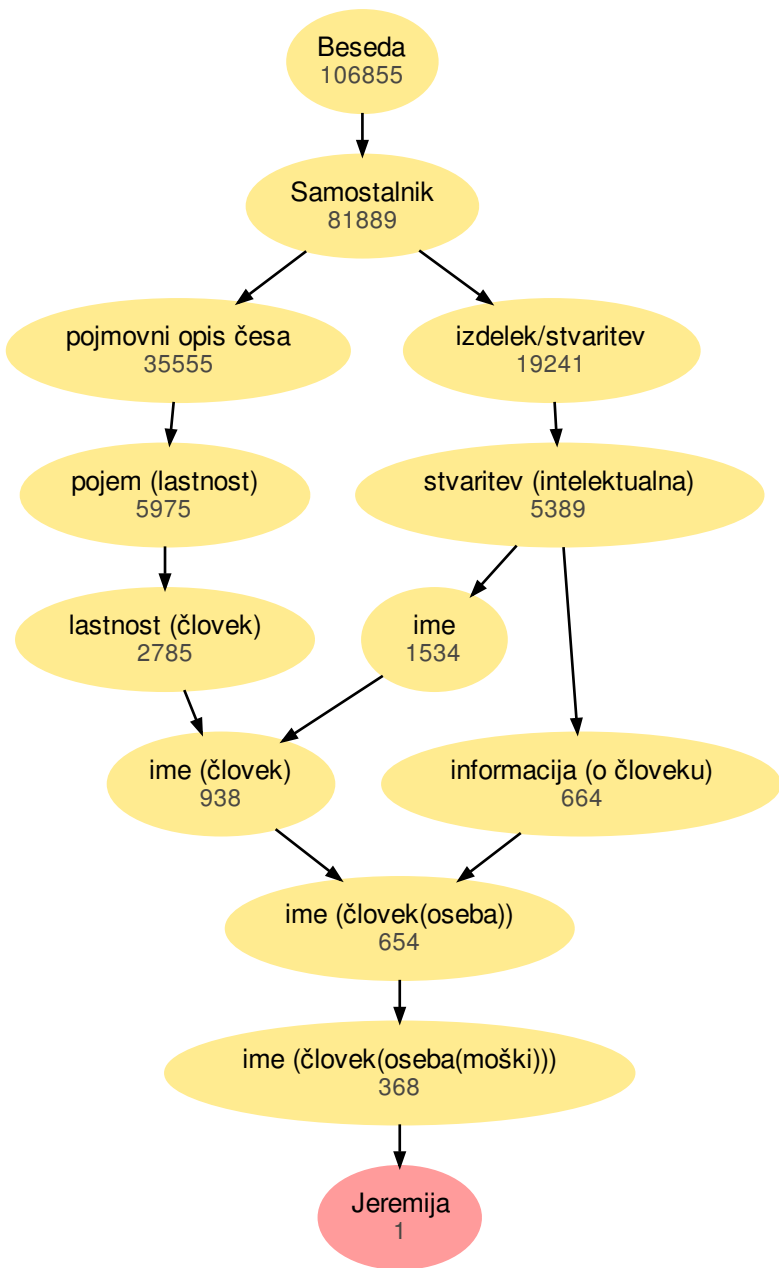 Beseda
106855
Samostalnik
81889
pojmovni opis česa
35555
izdelek/stvaritev
19241
pojem (lastnost)
5975
stvaritev (intelektualna)
5389
lastnost (človek)
2785
ime
1534
ime (človek)
938
informacija (o človeku)
664
ime (človek(oseba))
654
ime (človek(oseba(moški)))
368
Jeremija
1